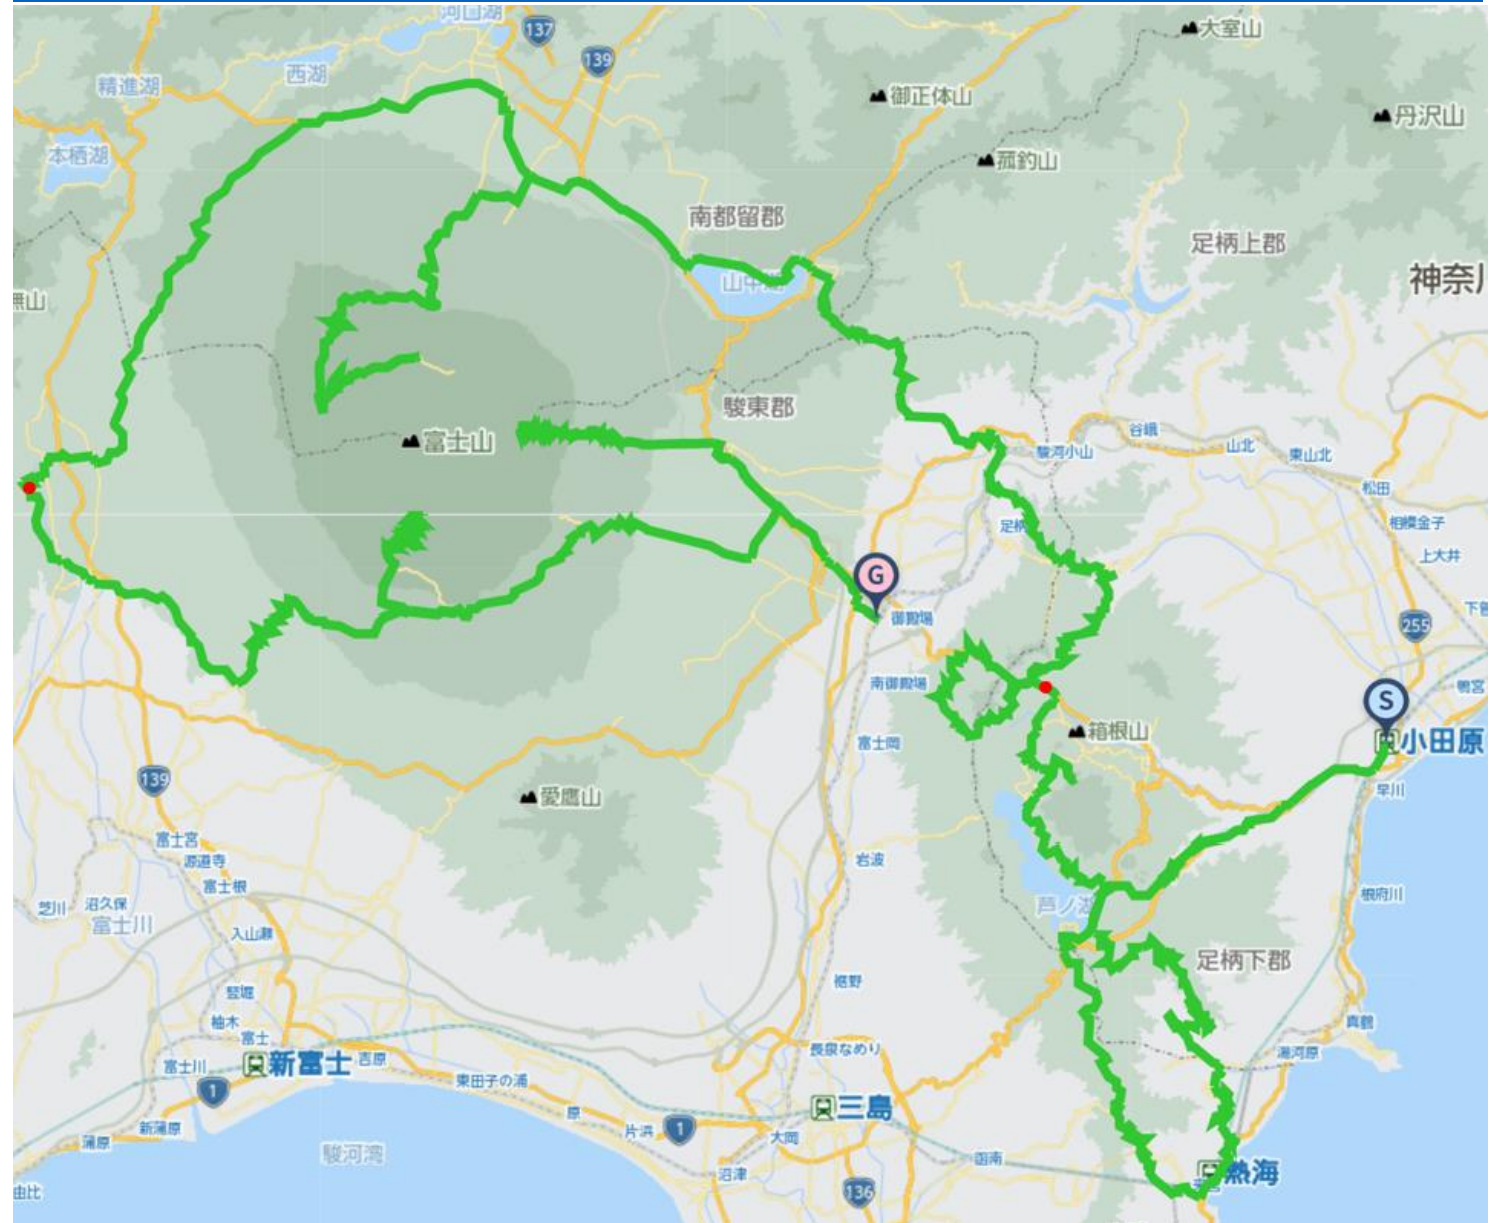 河口湖
137
大室山
139
西湖
精進湖
御正体山
丹沢山
本栖湖
菰釣山
南都留郡
足柄上郡
山中湖
神奈川
無山
駿東郡
谷峨
富士山
山北
駿河小山
東山北
松田
足柄
相模金子
上大井
G
御殿場
下曽
255
南御殿場
鴨宮
S
箱根山
富士岡
小田原
139
早川
愛鷹山
富士宮
源道寺
岩波
富士根
根府川
芝川
沼久保
芦ノ湖
富士川
入山瀬
足柄下郡
裾野
竪堀
柚木
富士
真鶴
長泉なめり
湯河原
新富士
吉原
富士川
東田子の浦
1
三島
原
新蒲原
片浜
1
大岡
蒲原
駿河湾
函南
沼津
熱海
由比
136